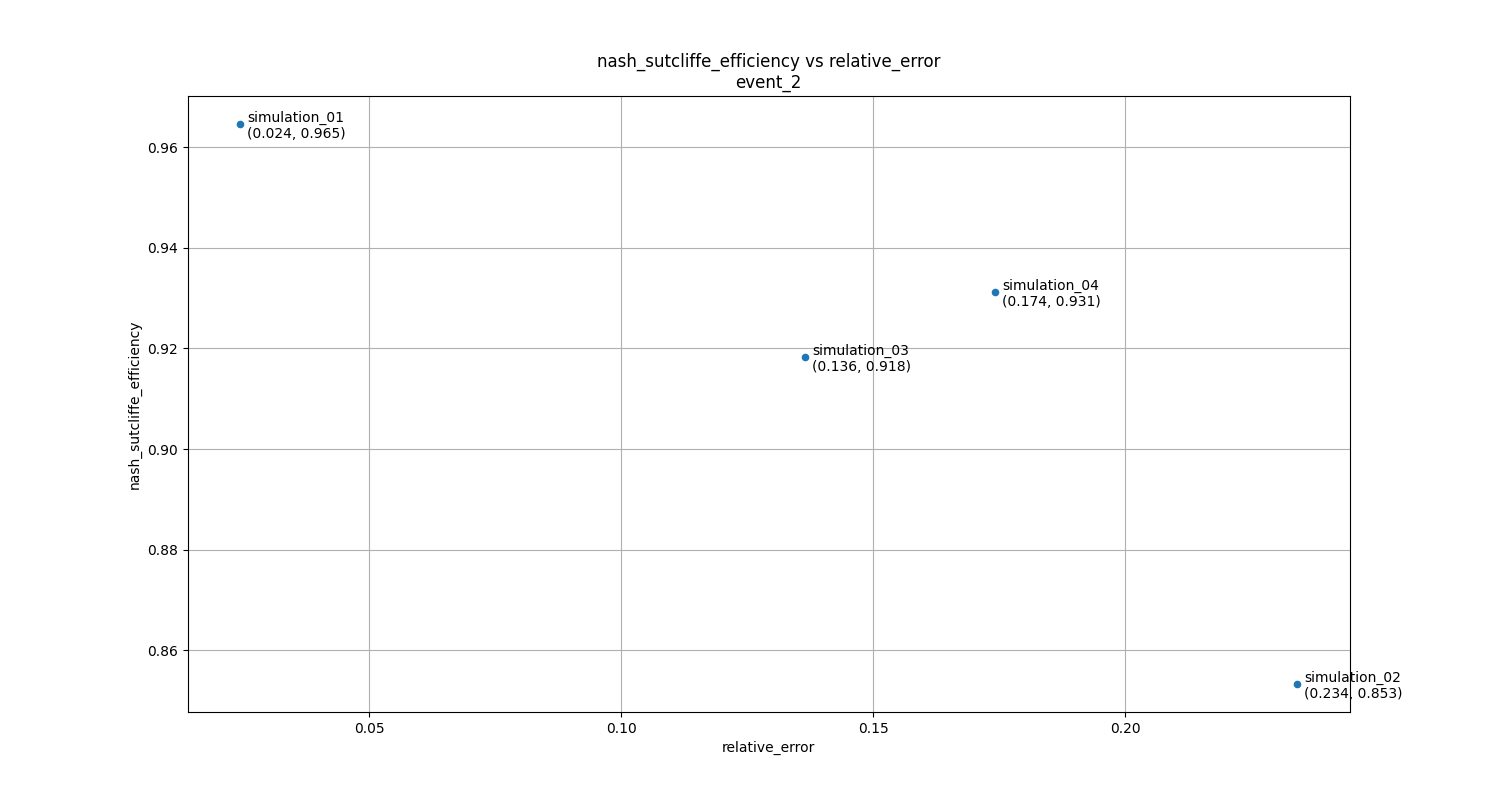 nash_sutcliffe_efficiency vs relative_error
event_2
simulation_01
(0.024, 0.965)
0.96
0.94
simulation_04
(0.174, 0.931)
0.92
simulation_03
(0.136, 0.918)
nash_sutcliffe_efficiency
0.90
0.88
0.86
simulation_02
(0.234, 0.853)
0.05 0.10 0.15 0.20
relative_error